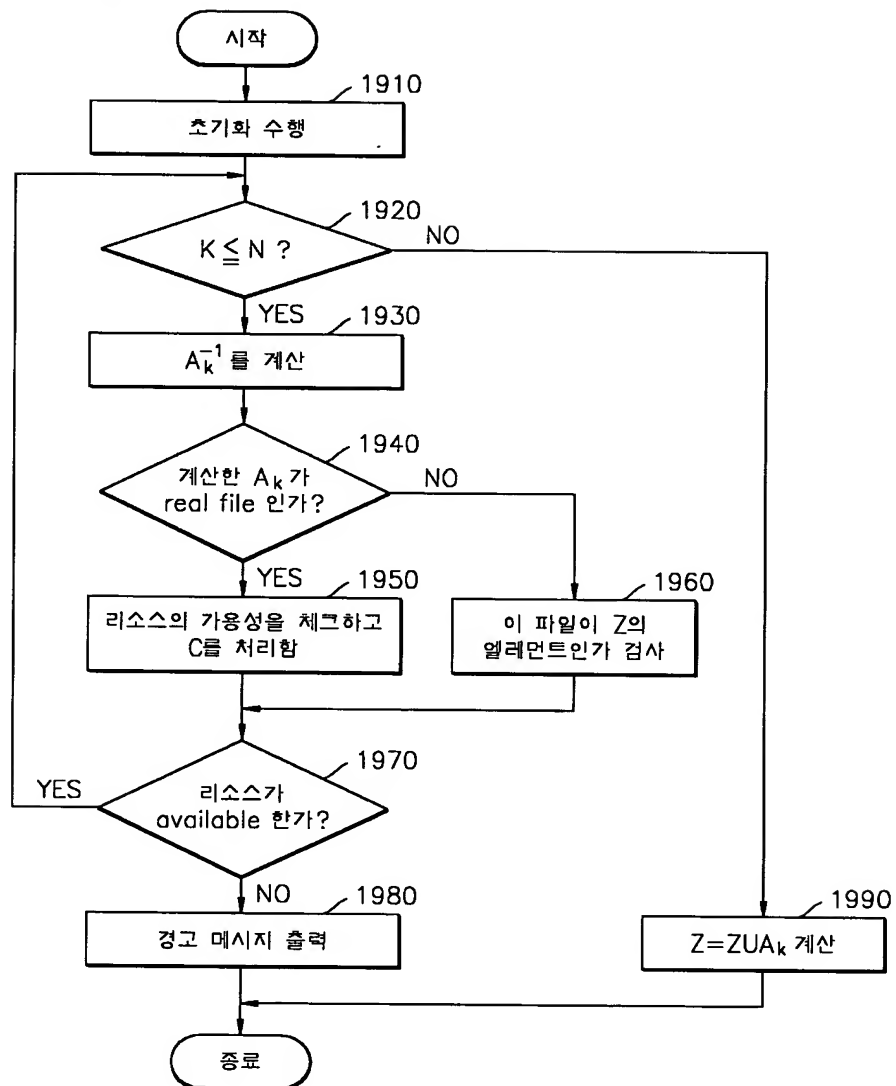 시작
1910
초기화 수행
1920
K ≦ N ?
NO
YES
1930
A_k^-1 를 계산
1940
계산한 A_k 가
real file 인가?
NO
YES
1950
리소스의 가용성을 체크하고
C를 처리함
1960
이 파일이 Z의
엘레먼트인가 검사
1970
YES
리소스가
available 한가?
NO
1980
경고 메시지 출력
1990
Z=ZUA_k 계산
종료